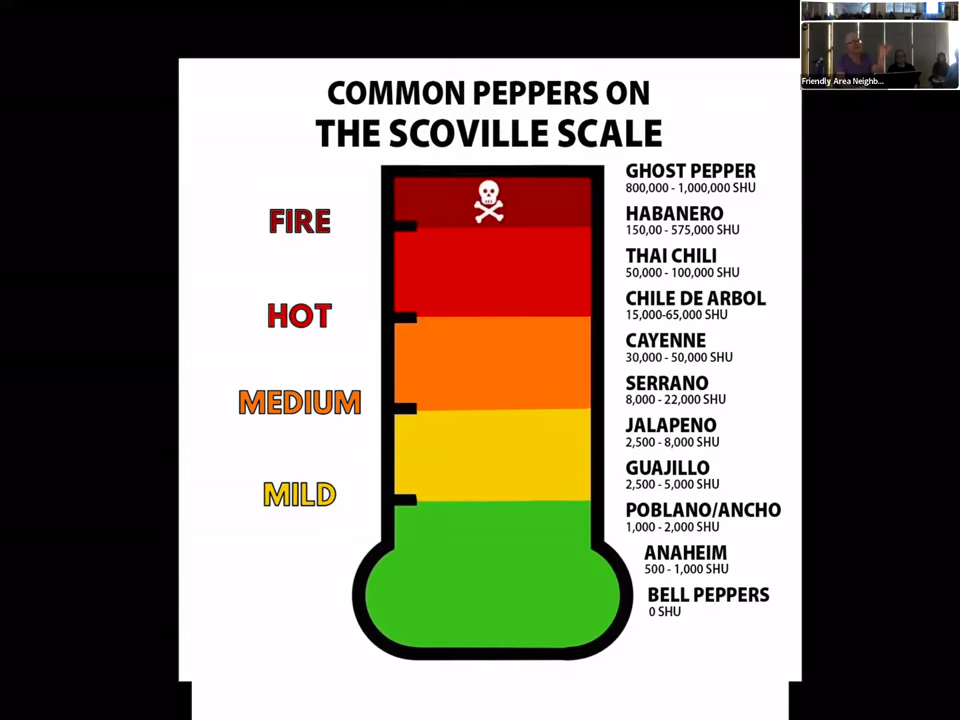 Friendly Area Neighb...
COMMON PEPPERS ON
THE SCOVILLE SCALE
FIRE
HOT
MEDIUM
MILD
GHOST PEPPER
800,000 - 1,000,000 SHU
HABANERO
150,00 - 575,000 SHU
THAI CHILI
50,000 - 100,000 SHU
CHILE DE ARBOL
15,000-65,000 SHU
CAYENNE
30,000 - 50,000 SHU
SERRANO
8,000 - 22,000 SHU
JALAPENO
2,500 - 8,000 SHU
GUAJILLO
2,500 - 5,000 SHU
POBLANO/ANCHO
1,000 - 2,000 SHU
ANAHEIM
500 - 1,000 SHU
BELL PEPPERS
0 SHU